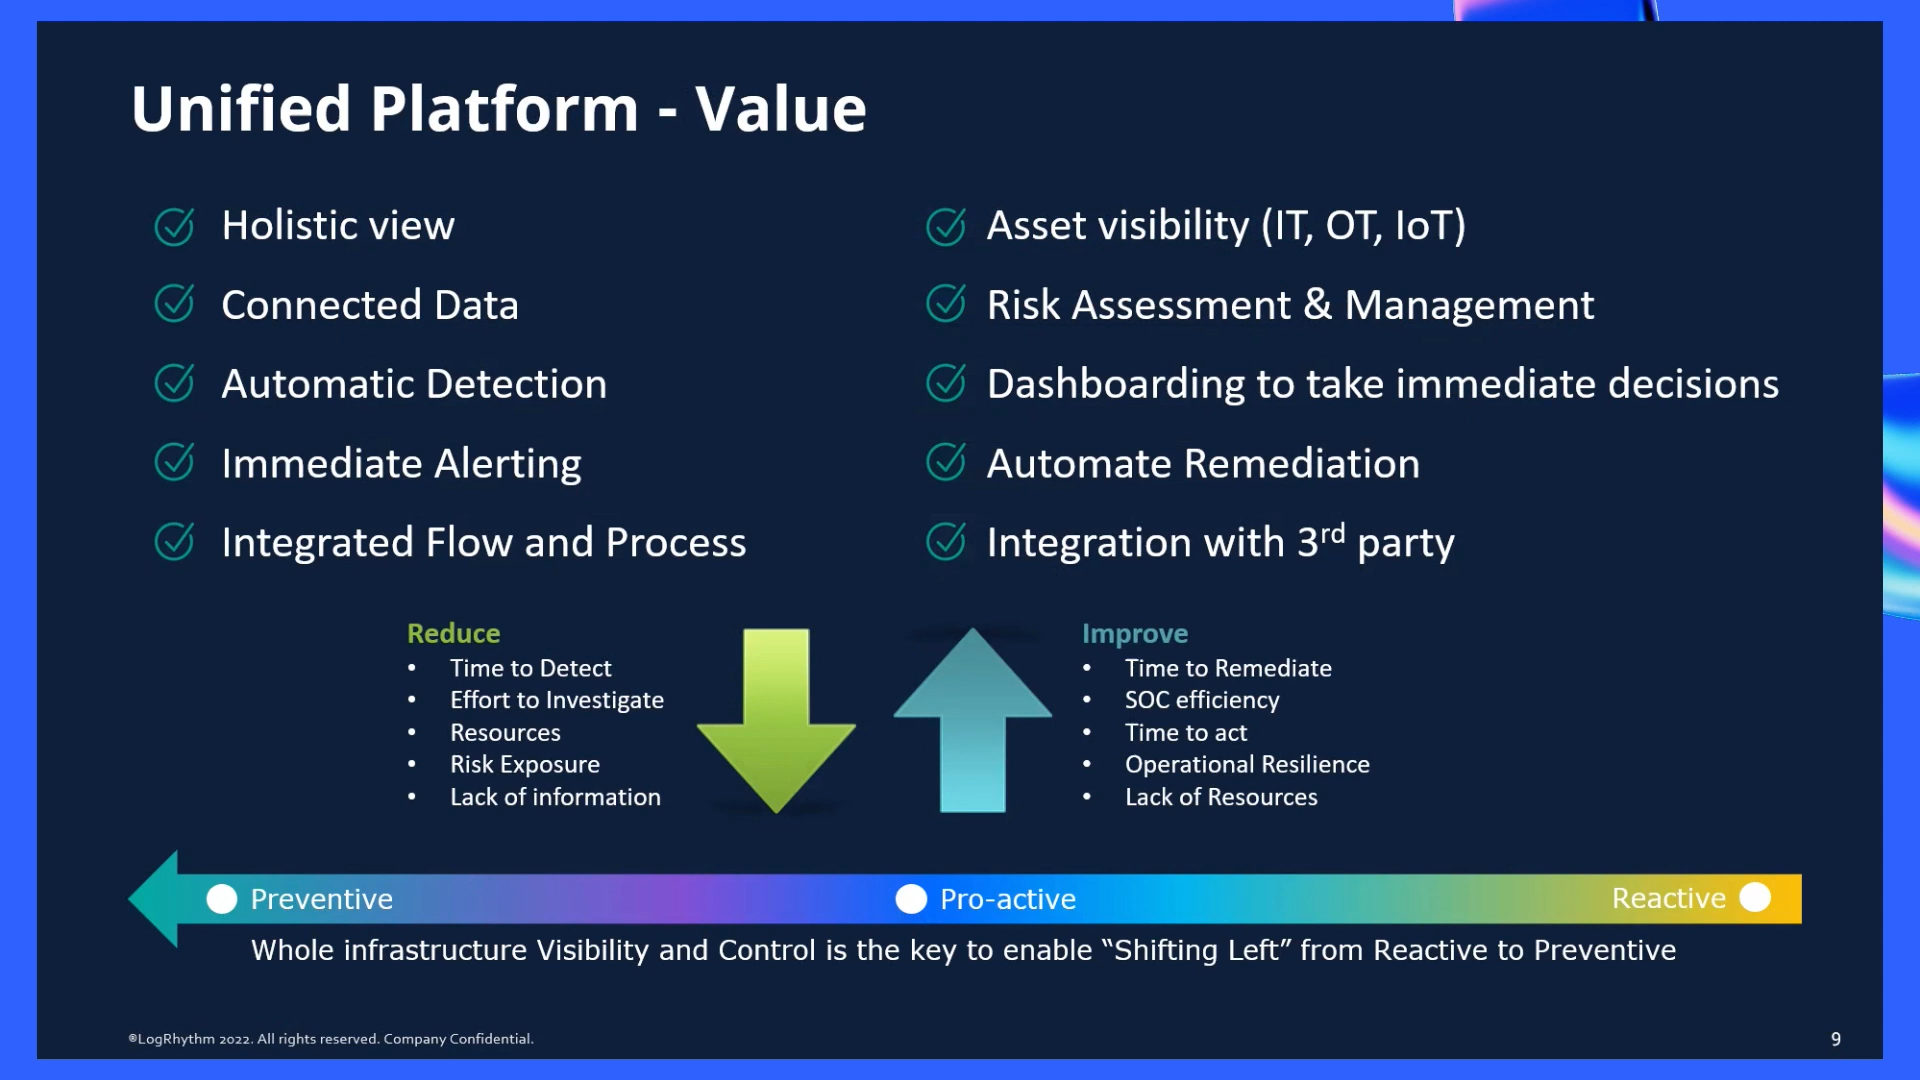 Unified Platform - Value
Holistic view
Connected Data
Automatic Detection
Immediate Alerting
Integrated Flow and Process
Asset visibility (IT, OT, IoT)
Risk Assessment & Management
Dashboarding to take immediate decisions
Automate Remediation
Integration with 3rd party
Reduce
• Time to Detect
• Effort to Investigate
• Resources
• Risk Exposure
• Lack of information
Improve
• Time to Remediate
• SOC efficiency
• Time to act
• Operational Resilience
• Lack of Resources
Preventive
Pro-active
Reactive
Whole infrastructure Visibility and Control is the key to enable “Shifting Left” from Reactive to Preventive
®LogRhythm 2022. All rights reserved. Company Confidential.
9